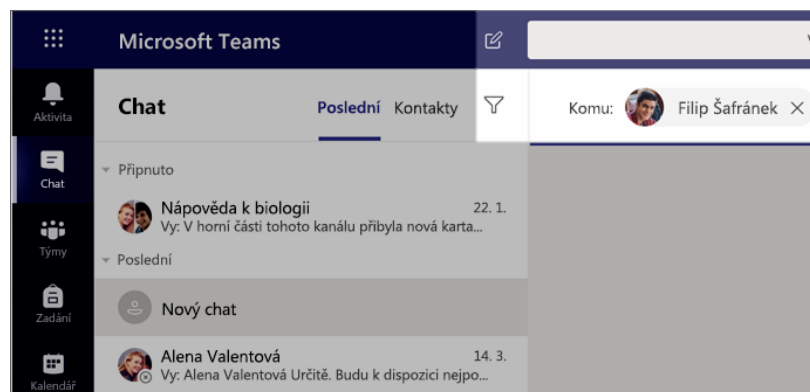 Microsoft Teams
Aktivita
Chat
Týmy
Zadání
Kalendář
Chat
Poslední Kontakty
Připnuto
Nápověda k biologii 22. 1.
Vy: V horní části tohoto kanálu přibyla nová karta...
Poslední
Nový chat
Alena Valentová 14. 3.
Vy: Alena Valentová Určitě. Budu k dispozici nejpo...
Komu: Filip Šafránek